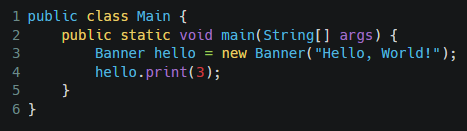 1 public class Main {
2     public static void main(String[] args) {
3         Banner hello = new Banner("Hello, World!");
4         hello.print(3);
5     }
6 }